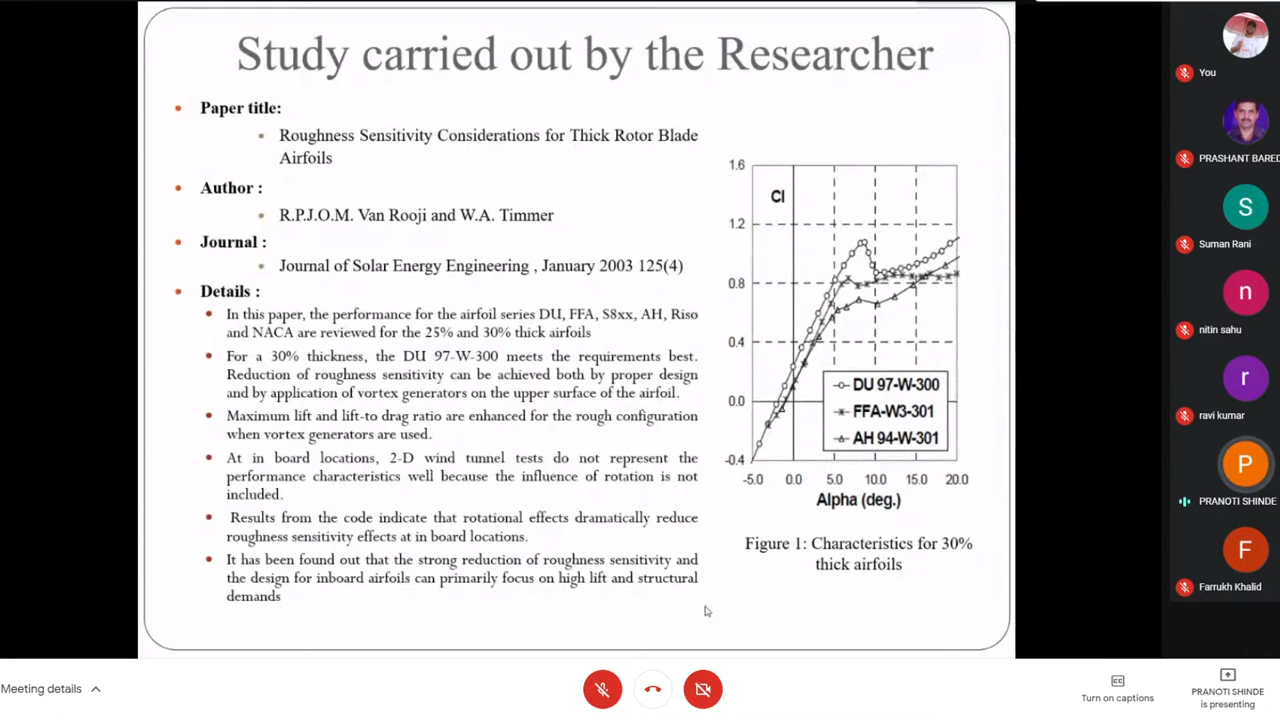 Study carried out by the Researcher
Paper title:
Roughness Sensitivity Considerations for Thick Rotor Blade
Airfoils
Author :
R.P.J.O.M. Van Rooji and W.A. Timmer
Journal :
Journal of Solar Energy Engineering , January 2003 125(4)
Details :
In this paper, the performance for the airfoil series DU, FFA, S8xx, AH, Riso
and NACA are reviewed for the 25% and 30% thick airfoils
For a 30% thickness, the DU 97-W-300 meets the requirements best.
Reduction of roughness sensitivity can be achieved both by proper design
and by application of vortex generators on the upper surface of the airfoil.
Maximum lift and lift-to drag ratio are enhanced for the rough configuration
when vortex generators are used.
At in board locations, 2-D wind tunnel tests do not represent the
performance characteristics well because the influence of rotation is not
included.
Results from the code indicate that rotational effects dramatically reduce
roughness sensitivity effects at in board locations.
It has been found out that the strong reduction of roughness sensitivity and
the design for inboard airfoils can primarily focus on high lift and structural
demands
1.6
Cl
1.2
0.8
0.4
0.0
-0.4
DU 97-W-300
FFA-W3-301
AH 94-W-301
-5.0 0.0 5.0 10.0 15.0 20.0
Alpha (deg.)
Figure 1: Characteristics for 30%
thick airfoils
You
PRASHANT BARED
S
Suman Rani
n
nitin sahu
r
ravi kumar
P
PRANOTI SHINDE
F
Farrukh Khalid
Meeting details
CC
Turn on captions
PRANOTI SHINDE
is presenting